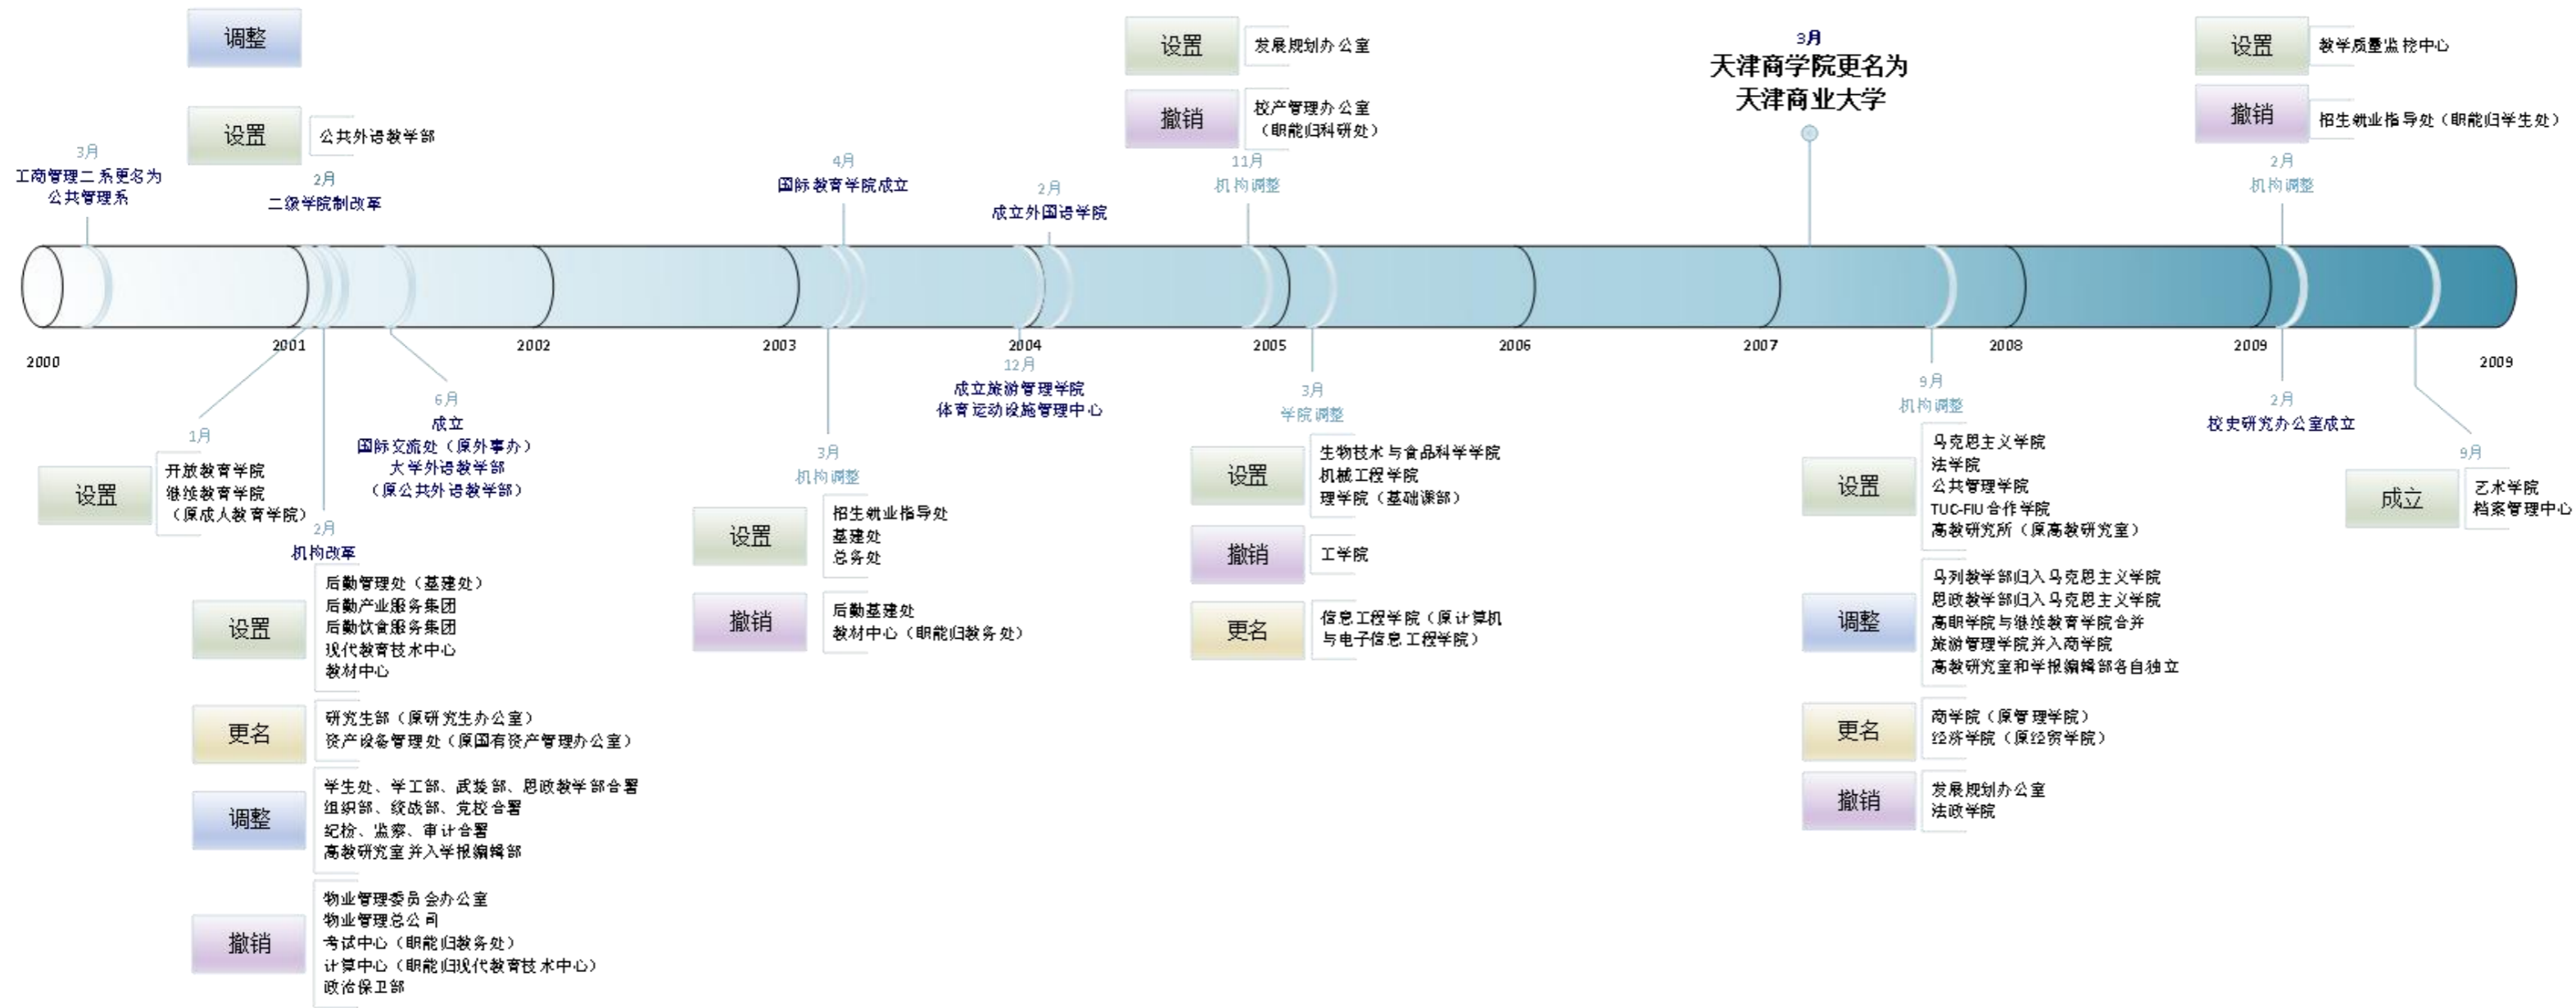 调整
设置
公共外语教学部
3月
工商管理二系更名为
公共管理系
2月
二级学院制改革
4月
国际教育学院成立
2月
成立外国语学院
设置
发展规划办公室
撤销
校产管理办公室
（职能归科研处）
11月
机构调整
3月
天津商学院更名为
天津商业大学
设置
教学质量监控中心
撤销
招生就业指导处（职能归学生处）
2月
机构调整
2000
2001
2002
2003
2004
2005
2006
2007
2008
2009
2009
1月
设置
开放教育学院
继续教育学院
（原成人教育学院）
6月
成立
国际交流处（原外事办）
大学外语教学部
（原公共外语教学部）
2月
机构改革
设置
后勤管理处（基建处）
后勤产业服务集团
后勤饮食服务集团
现代教育技术中心
教材中心
更名
研究生部（原研究生办公室）
资产设备管理处（原国有资产管理办公室）
调整
学生处、学工部、武装部、思政教学部合署
组织部、统战部、党校合署
纪检、监察、审计合署
高教研究室并入学报编辑部
撤销
物业管理委员会办公室
物业管理总公司
考试中心（职能归教务处）
计算中心（职能归现代教育技术中心）
政治保卫部
3月
机构调整
设置
招生就业指导处
基建处
总务处
撤销
后勤基建处
教材中心（职能归教务处）
12月
成立旅游管理学院
体育运动设施管理中心
3月
学院调整
设置
生物技术与食品科学学院
机械工程学院
理学院（基础课部）
撤销
工学院
更名
信息工程学院（原计算机
与电子信息工程学院）
9月
机构调整
设置
马克思主义学院
法学院
公共管理学院
TUC-FIU合作学院
高教研究所（原高教研究室）
调整
马列教学部归入马克思主义学院
思政教学部归入马克思主义学院
高职学院与继续教育学院合并
旅游管理学院并入商学院
高教研究室和学报编辑部各自独立
更名
商学院（原管理学院）
经济学院（原经贸学院）
撤销
发展规划办公室
法政学院
2月
校史研究办公室成立
9月
成立
艺术学院
档案管理中心